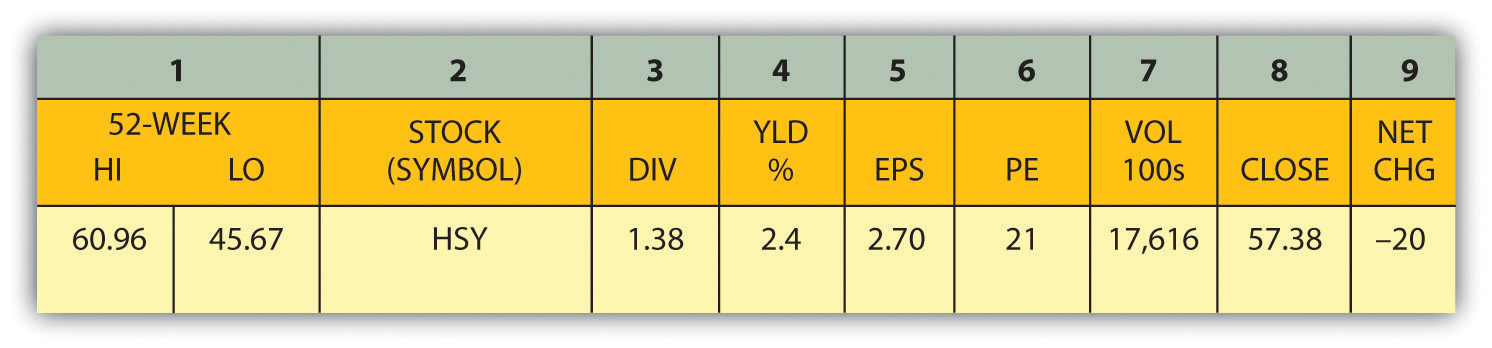 1 2 3 4 5 6 7 8 9
52-WEEK
HI LO
STOCK
(SYMBOL)
DIV
YLD
%
EPS
PE
VOL
100s
CLOSE
NET
CHG
60.96 45.67 HSY 1.38 2.4 2.70 21 17,616 57.38 –20